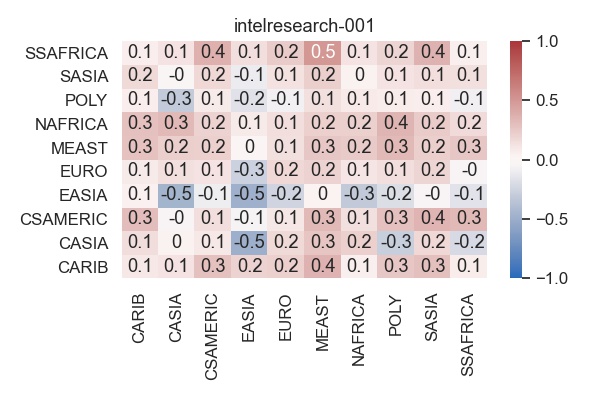 intelresearch-001
SSAFRICA 0.1 0.1 0.4 0.1 0.2 0.5 0.1 0.2 0.4 0.1
SASIA 0.2 -0 0.2 -0.1 0.1 0.2 0 0.1 0.1 0.1
POLY 0.1 -0.3 0.1 -0.2 -0.1 0.1 0.1 0.1 0.1 -0.1
NAFRICA 0.3 0.3 0.2 0.1 0.1 0.2 0.2 0.4 0.2 0.2
MEAST 0.3 0.2 0.2 0 0.1 0.3 0.2 0.3 0.2 0.3
EURO 0.1 0.1 0.1 -0.3 0.2 0.2 0.1 0.1 0.2 -0
EASIA 0.1 -0.5 -0.1 -0.5 -0.2 0 -0.3 -0.2 -0 -0.1
CSAMERIC 0.3 -0 0.1 -0.1 0.1 0.3 0.1 0.3 0.4 0.3
CASIA 0.1 0 0.1 -0.5 0.2 0.3 0.2 -0.3 0.2 -0.2
CARIB 0.1 0.1 0.3 0.2 0.2 0.4 0.1 0.3 0.3 0.1
CARIB CASIA CSAMERIC EASIA EURO MEAST NAFRICA POLY SASIA SSAFRICA
1.0
0.5
0.0
−0.5
−1.0